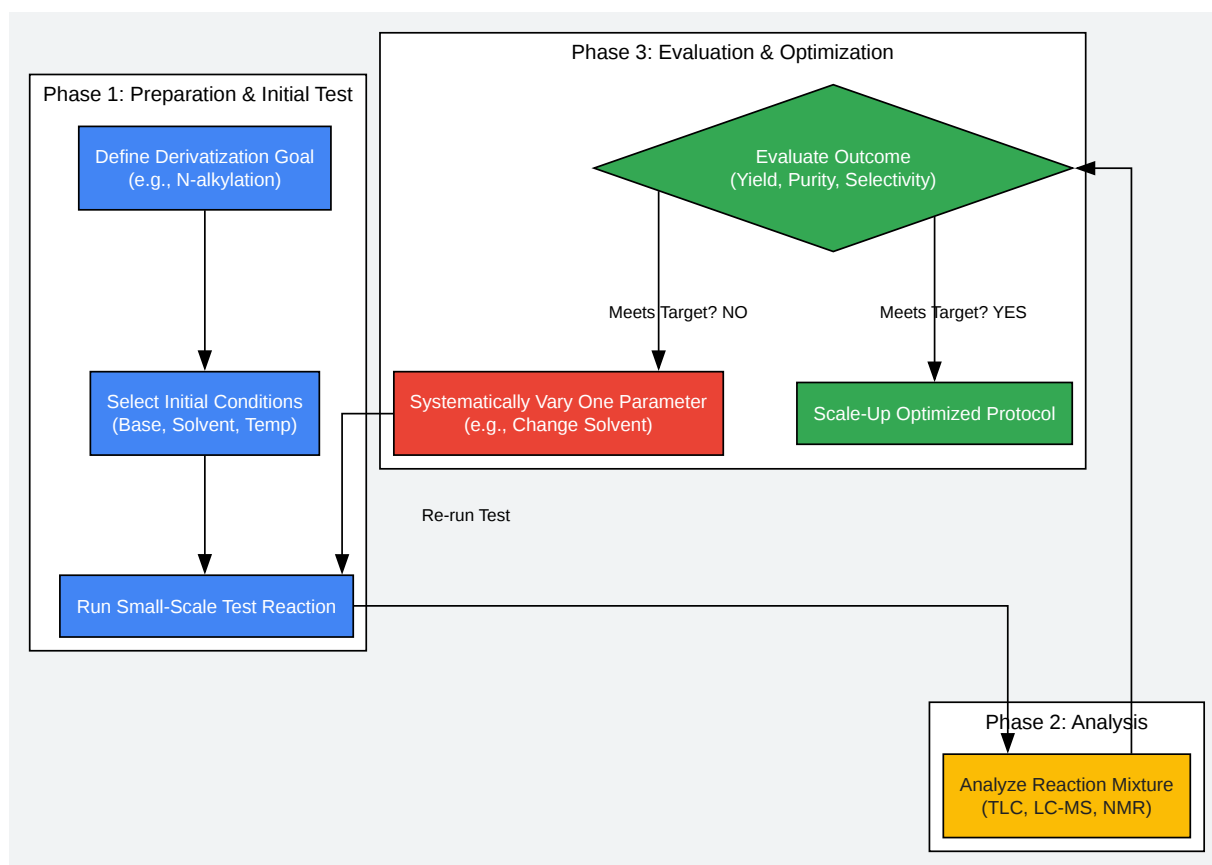 Phase 1: Preparation & Initial Test
Define Derivatization Goal
(e.g., N-alkylation)
Select Initial Conditions
(Base, Solvent, Temp)
Run Small-Scale Test Reaction
Phase 3: Evaluation & Optimization
Evaluate Outcome
(Yield, Purity, Selectivity)
Meets Target? NO
Meets Target? YES
Systematically Vary One Parameter
(e.g., Change Solvent)
Scale-Up Optimized Protocol
Re-run Test
Phase 2: Analysis
Analyze Reaction Mixture
(TLC, LC-MS, NMR)